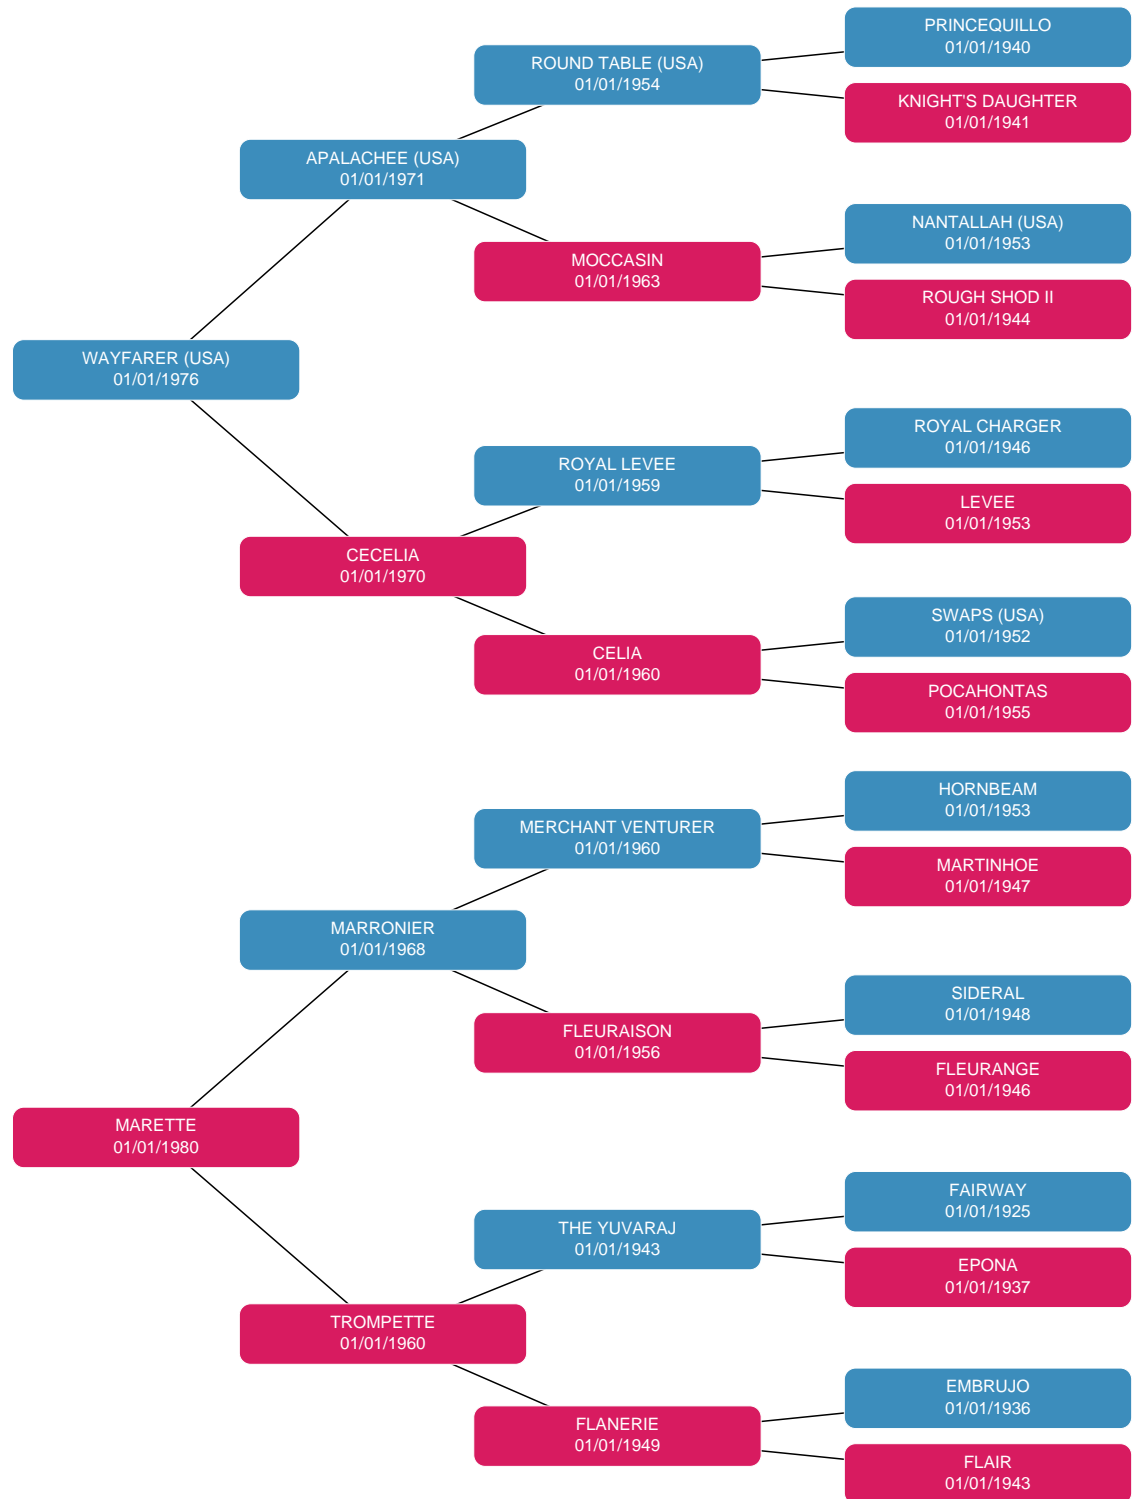 PRINCEQUILLO
01/01/1940
ROUND TABLE (USA)
01/01/1954
KNIGHT'S DAUGHTER
01/01/1941
APALACHEE (USA)
01/01/1971
NANTALLAH (USA)
01/01/1953
MOCCASIN
01/01/1963
ROUGH SHOD II
01/01/1944
WAYFARER (USA)
01/01/1976
ROYAL CHARGER
01/01/1946
ROYAL LEVEE
01/01/1959
LEVEE
01/01/1953
CECELIA
01/01/1970
SWAPS (USA)
01/01/1952
CELIA
01/01/1960
POCAHONTAS
01/01/1955
HORNBEAM
01/01/1953
MERCHANT VENTURER
01/01/1960
MARTINHOE
01/01/1947
MARRONIER
01/01/1968
SIDERAL
01/01/1948
FLEURAISON
01/01/1956
FLEURANGE
01/01/1946
MARETTE
01/01/1980
FAIRWAY
01/01/1925
THE YUVARAJ
01/01/1943
EPONA
01/01/1937
TROMPETTE
01/01/1960
EMBRUJO
01/01/1936
FLANERIE
01/01/1949
FLAIR
01/01/1943